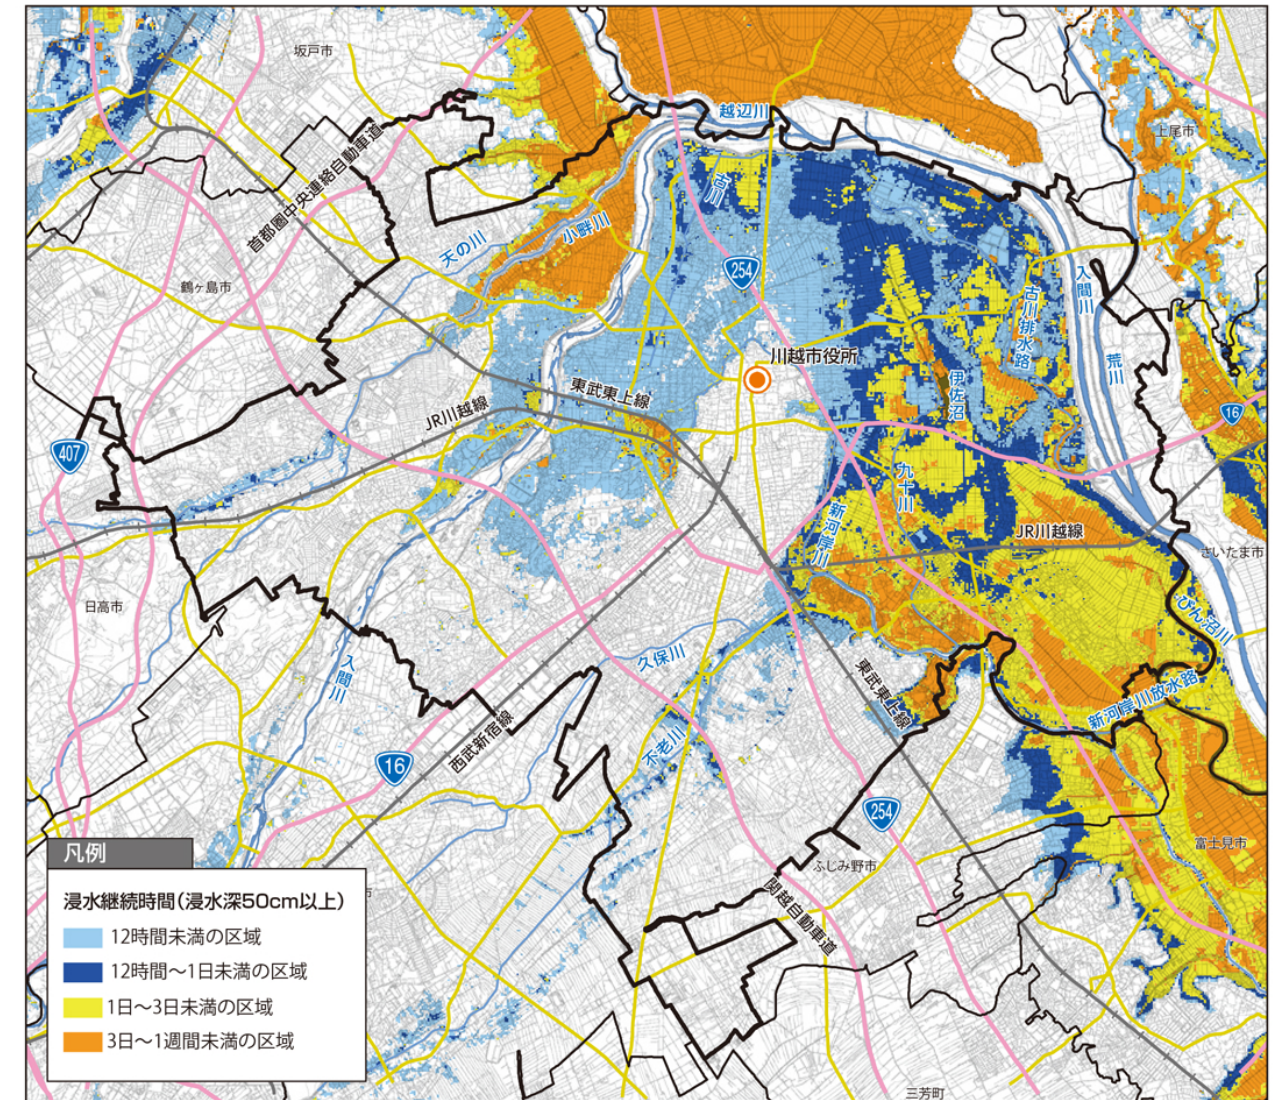 坂戸市
越辺川
上尾市
首都圏中央連絡自動車道
古川
小畔川
天の川
254
入間川
鶴ヶ島市
古川排水路
川越市役所
荒川
伊佐沼
東武東上線
JR川越線
16
407
九十川
新河岸川
JR川越線
さいたま市
日高市
びん沼川
久保川
入間川
東武東上線
新河岸川放水路
西武新宿線
不老川
16
254
富士見市
ふじみ野市
関越自動車道
凡例
浸水継続時間(浸水深50cm以上)
12時間未満の区域
12時間～1日未満の区域
1日～3日未満の区域
3日～1週間未満の区域
市
三芳町